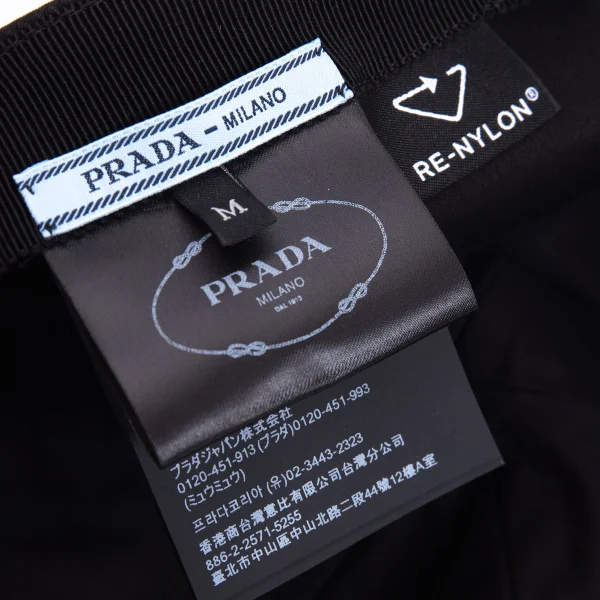 PRADA - MILANO
RE-NYLON®
M
PRADA
MILANO
DAL 1913
プラダジャパン株式会社
0120-451-913 (プラダ)0120-451-993
(ミュウミュウ)
프라다코리아 (유)02-3443-2323
香港商台灣憲比有限公司台灣分公司
886-2-2571-5255
臺北市中山區中山北路二段44號12樓A室